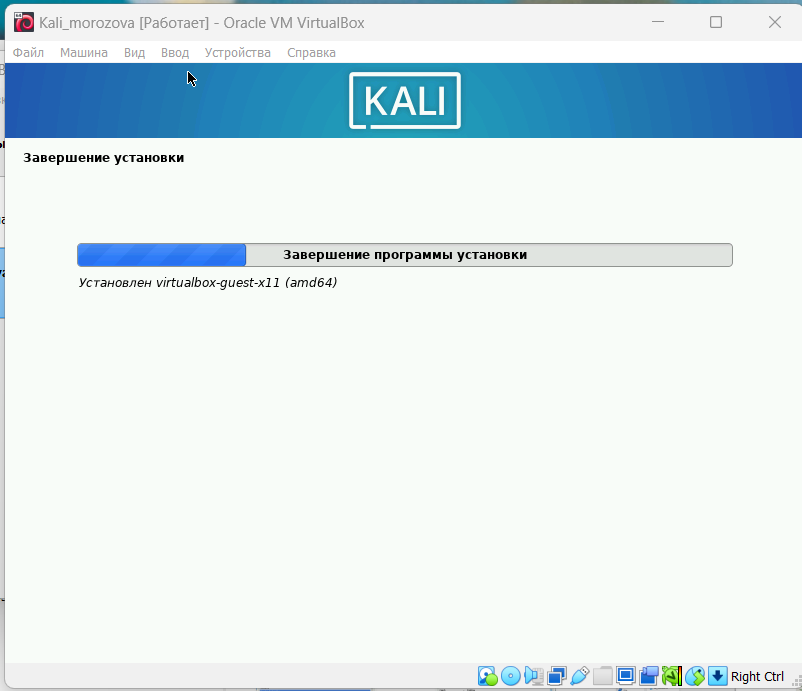 Kali_morozova [Работает] - Oracle VM VirtualBox
Файл Машина Вид Ввод Устройства Справка
KALI
Завершение установки
Завершение программы установки
Установлен virtualbox-guest-x11 (amd64)
Right Ctrl